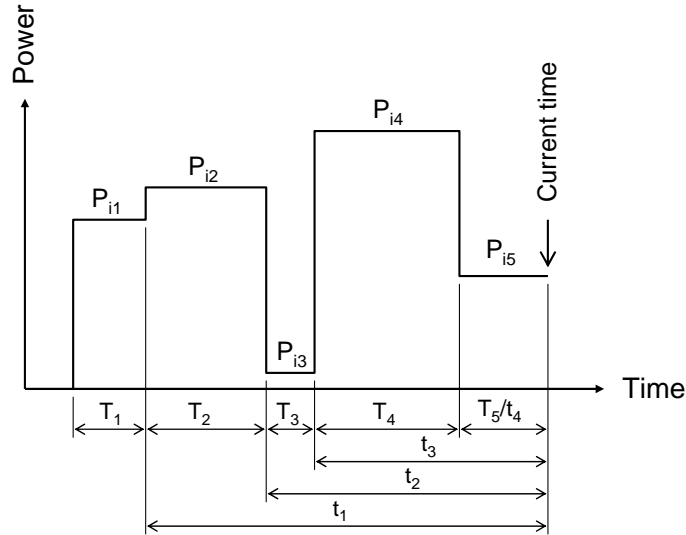 Power
P_i1
P_i2
P_i3
P_i4
P_i5
Current time
Time
T_1
T_2
T_3
T_4
T_5/t_4
t_3
t_2
t_1